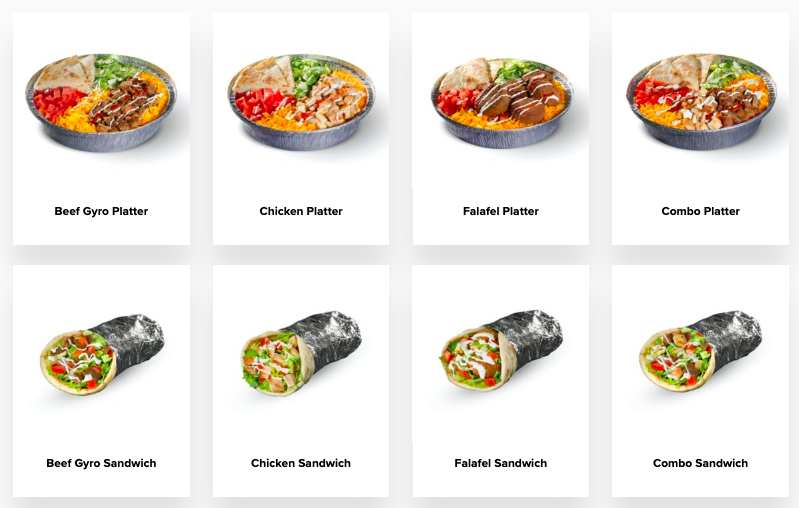 Beef Gyro Platter
Chicken Platter
Falafel Platter
Combo Platter
Beef Gyro Sandwich
Chicken Sandwich
Falafel Sandwich
Combo Sandwich